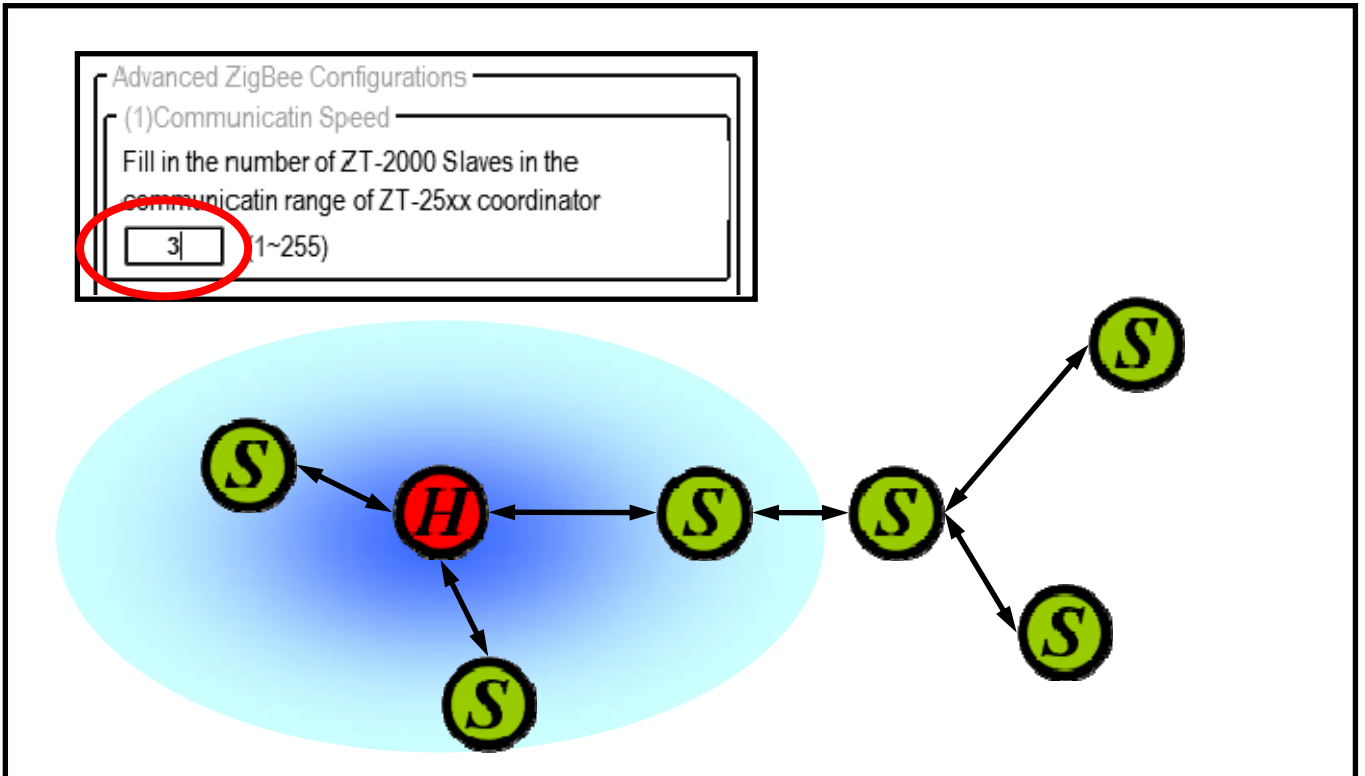 Advanced ZigBee Configurations
(1)Communicatin Speed
Fill in the number of ZT-2000 Slaves in the
communicatin range of ZT-25xx coordinator
3 (1~255)
S
S
H
S
S
S
S